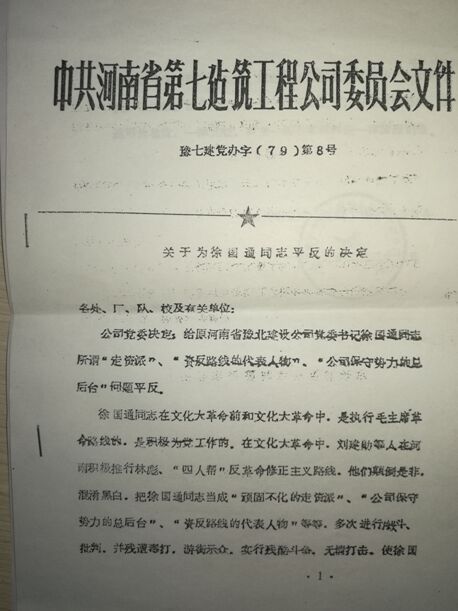 中共河南省第七建筑工程公司委员会文件
豫七建党办字(79)第8号
关于为徐国通同志平反的决定
各处、厂、队、校及有关单位:
公司党委决定:给原河南省豫北建设公司党委书记徐国通同志
所谓“走资派”、“资反路线的代表人物”、“公司保守势力的总
后台”问题平反。
徐国通同志在文化大革命前和文化大革命中,是执行毛主席革
命路线的,是积极为党工作的。在文化大革命中,刘建勋等人在河
南积极推行林彪、“四人帮”反革命修正主义路线,他们颠倒是非,
混淆黑白,把徐国通同志当成“顽固不化的走资派”、“公司保守
势力的总后台”、“资反路线的代表人物”等等,多次进行
批判,并残遭毒打,游街示众,实行残酷斗争,无情打击,使徐国
·1·